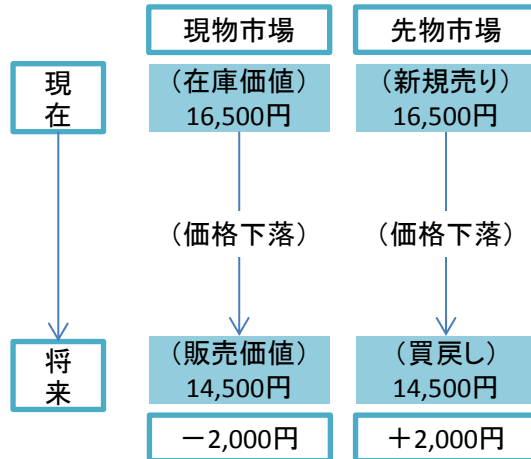 現物市場
先物市場
現在
(在庫価値)
16,500円
(新規売り)
16,500円
(価格下落)
(価格下落)
将来
(販売価値)
14,500円
(買戻し)
14,500円
－2,000円
＋2,000円